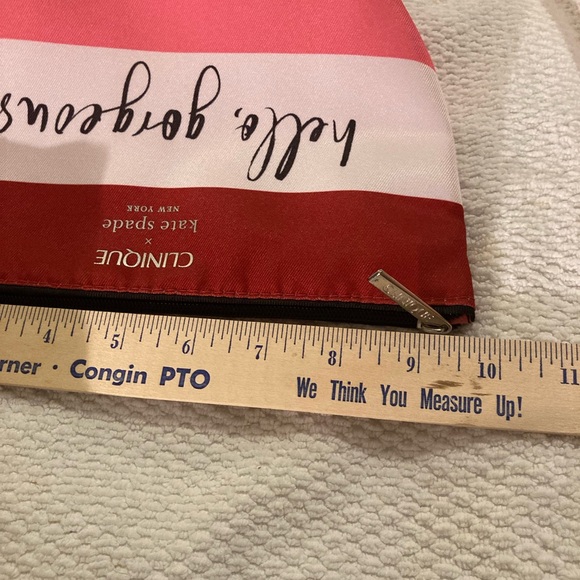 hello, gorgeous
CLINIQUE
×
kate spade
NEW YORK
4 5 6 7 8 9 10 11
Congin PTO
We Think You Measure Up!